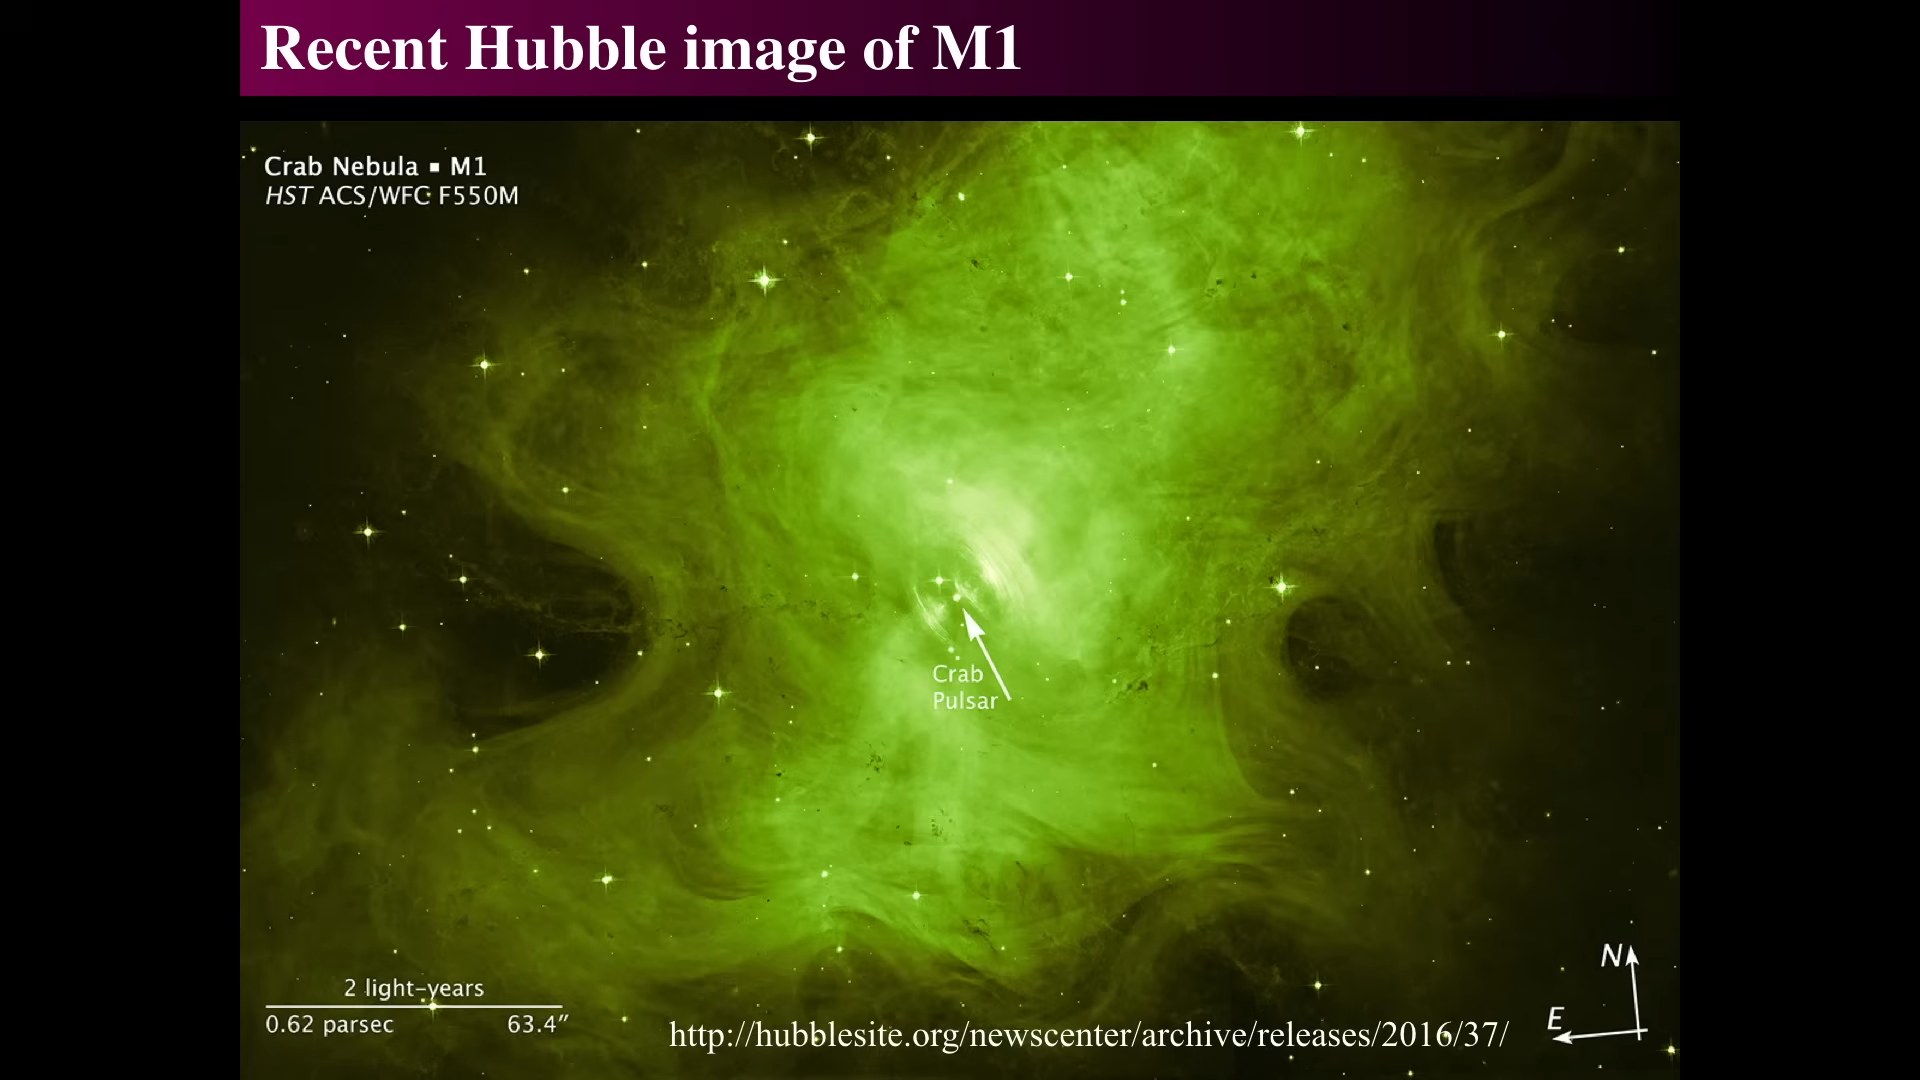 Recent Hubble image of M1
Crab Nebula ▪ M1
HST ACS/WFC F550M
Crab
Pulsar
2 light-years
0.62 parsec 63.4″
http://hubblesite.org/newscenter/archive/releases/2016/37/
N
E